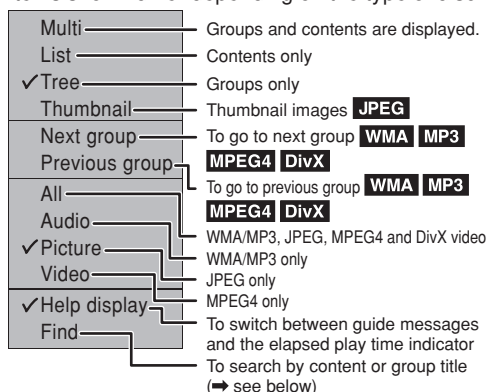 Multi
List
✓Tree
Thumbnail
Next group
Previous group
All
Audio
✓Picture
Video
✓Help display
Find
Groups and contents are displayed.
Contents only
Groups only
Thumbnail images JPEG
To go to next group WMA MP3
MPEG4 DivX
To go to previous group WMA MP3
MPEG4 DivX
WMA/MP3, JPEG, MPEG4 and DivX video
WMA/MP3 only
JPEG only
MPEG4 only
To switch between guide messages
and the elapsed play time indicator
To search by content or group title
(➡ see below)